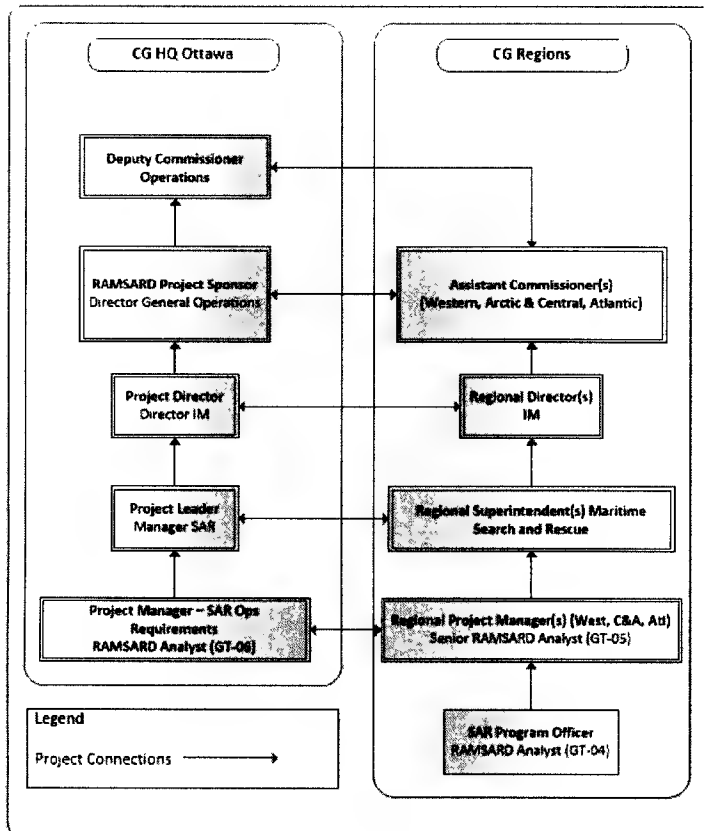 CG HQ Ottawa
Deputy Commissioner
Operations
RAMSARD Project Sponsor
Director General Operations
Project Director
Director IM
Project Leader
Manager SAR
Project Manager – SAR Ops
Requirements
RAMSARD Analyst (GT-06)
CG Regions
Assistant Commissioner(s)
(Western, Arctic & Central, Atlantic)
Regional Director(s)
IM
Regional Superintendent(s) Maritime
Search and Rescue
Regional Project Manager(s) (West, C&A, Atl)
Senior RAMSARD Analyst (GT-05)
SAR Program Officer
RAMSARD Analyst (GT-04)
Legend
Project Connections